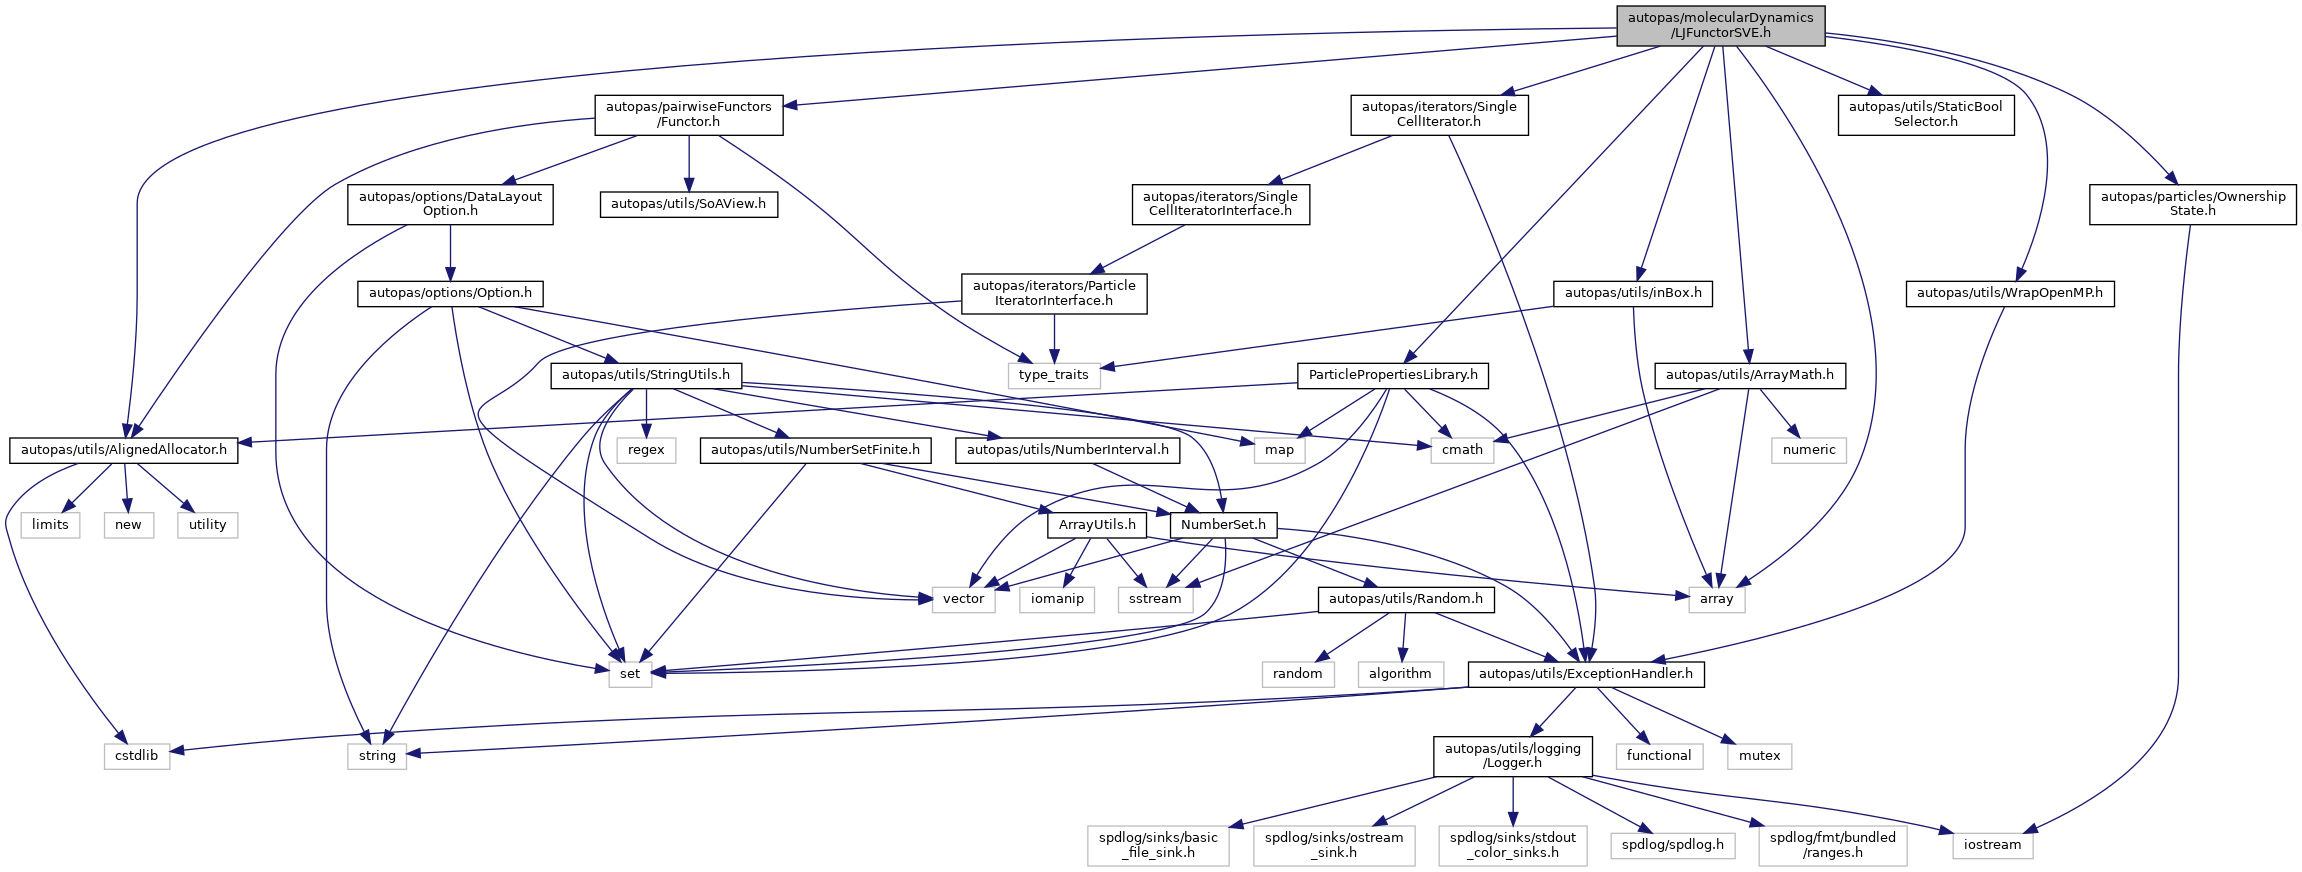 autopas/molecularDynamics
/LJFunctorSVE.h
autopas/pairwiseFunctors
/Functor.h
autopas/iterators/Single
CellIterator.h
autopas/utils/StaticBool
Selector.h
autopas/options/DataLayout
Option.h
autopas/utils/SoAView.h
autopas/iterators/Single
CellIteratorInterface.h
autopas/particles/Ownership
State.h
autopas/options/Option.h
autopas/iterators/Particle
IteratorInterface.h
autopas/utils/inBox.h
autopas/utils/WrapOpenMP.h
autopas/utils/StringUtils.h
type_traits
ParticlePropertiesLibrary.h
autopas/utils/ArrayMath.h
autopas/utils/AlignedAllocator.h
regex
autopas/utils/NumberSetFinite.h
autopas/utils/NumberInterval.h
map
cmath
numeric
limits
new
utility
ArrayUtils.h
NumberSet.h
vector
iomanip
sstream
autopas/utils/Random.h
array
set
random
algorithm
autopas/utils/ExceptionHandler.h
cstdlib
string
autopas/utils/logging
/Logger.h
functional
mutex
spdlog/sinks/basic
_file_sink.h
spdlog/sinks/ostream
_sink.h
spdlog/sinks/stdout
_color_sinks.h
spdlog/spdlog.h
spdlog/fmt/bundled
/ranges.h
iostream